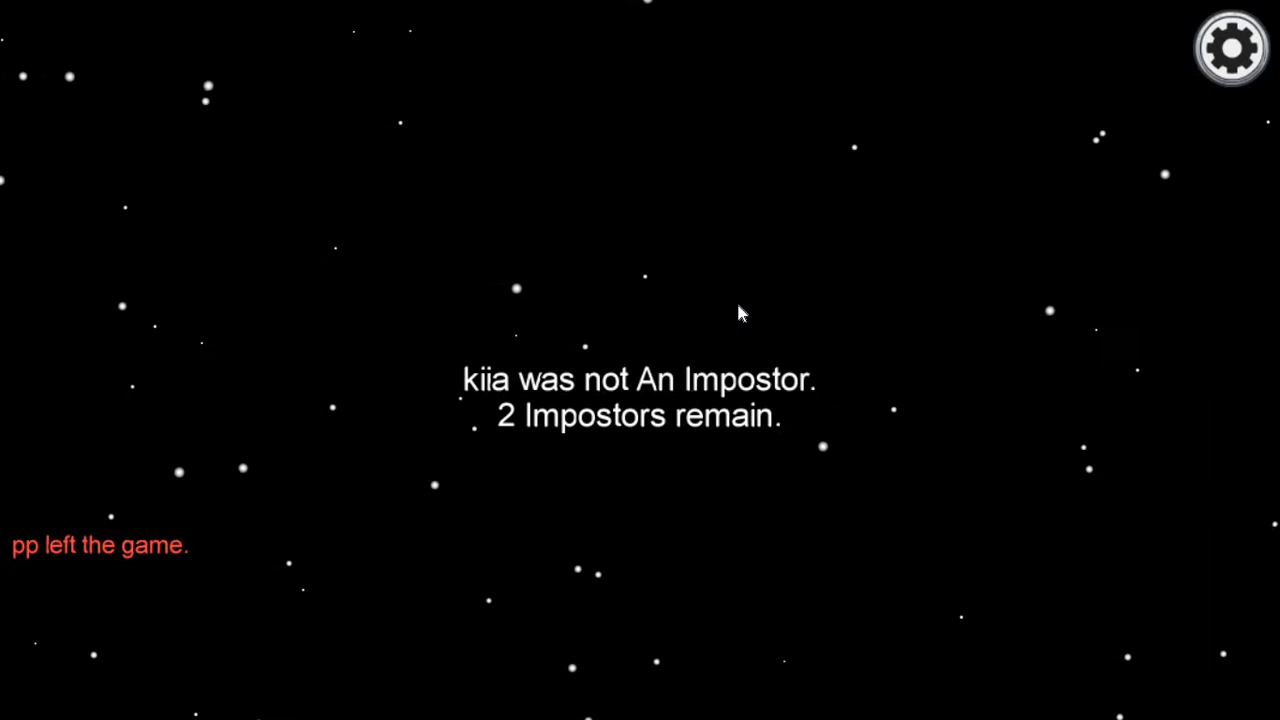 kiia was not An Impostor.
2 Impostors remain.
pp left the game.